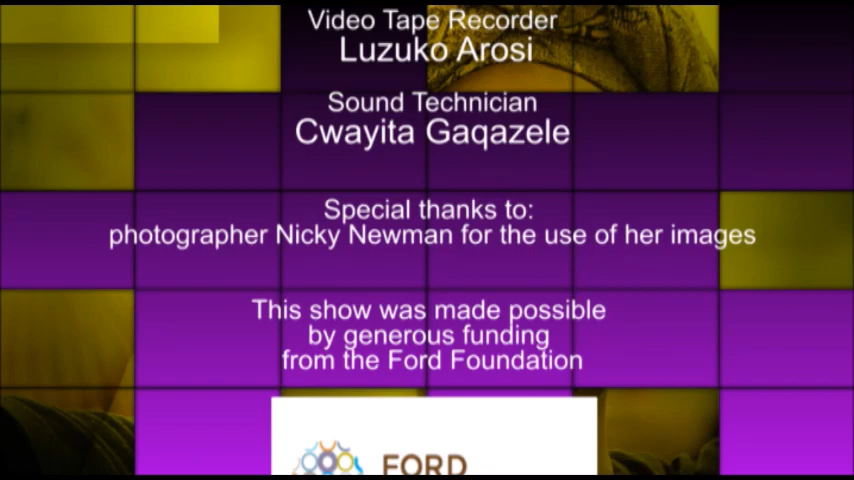 Video Tape Recorder
Luzuko Arosi
Sound Technician
Cwayita Gaqazele
Special thanks to:
photographer Nicky Newman for the use of her images
This show was made possible
by generous funding
from the Ford Foundation
FORD